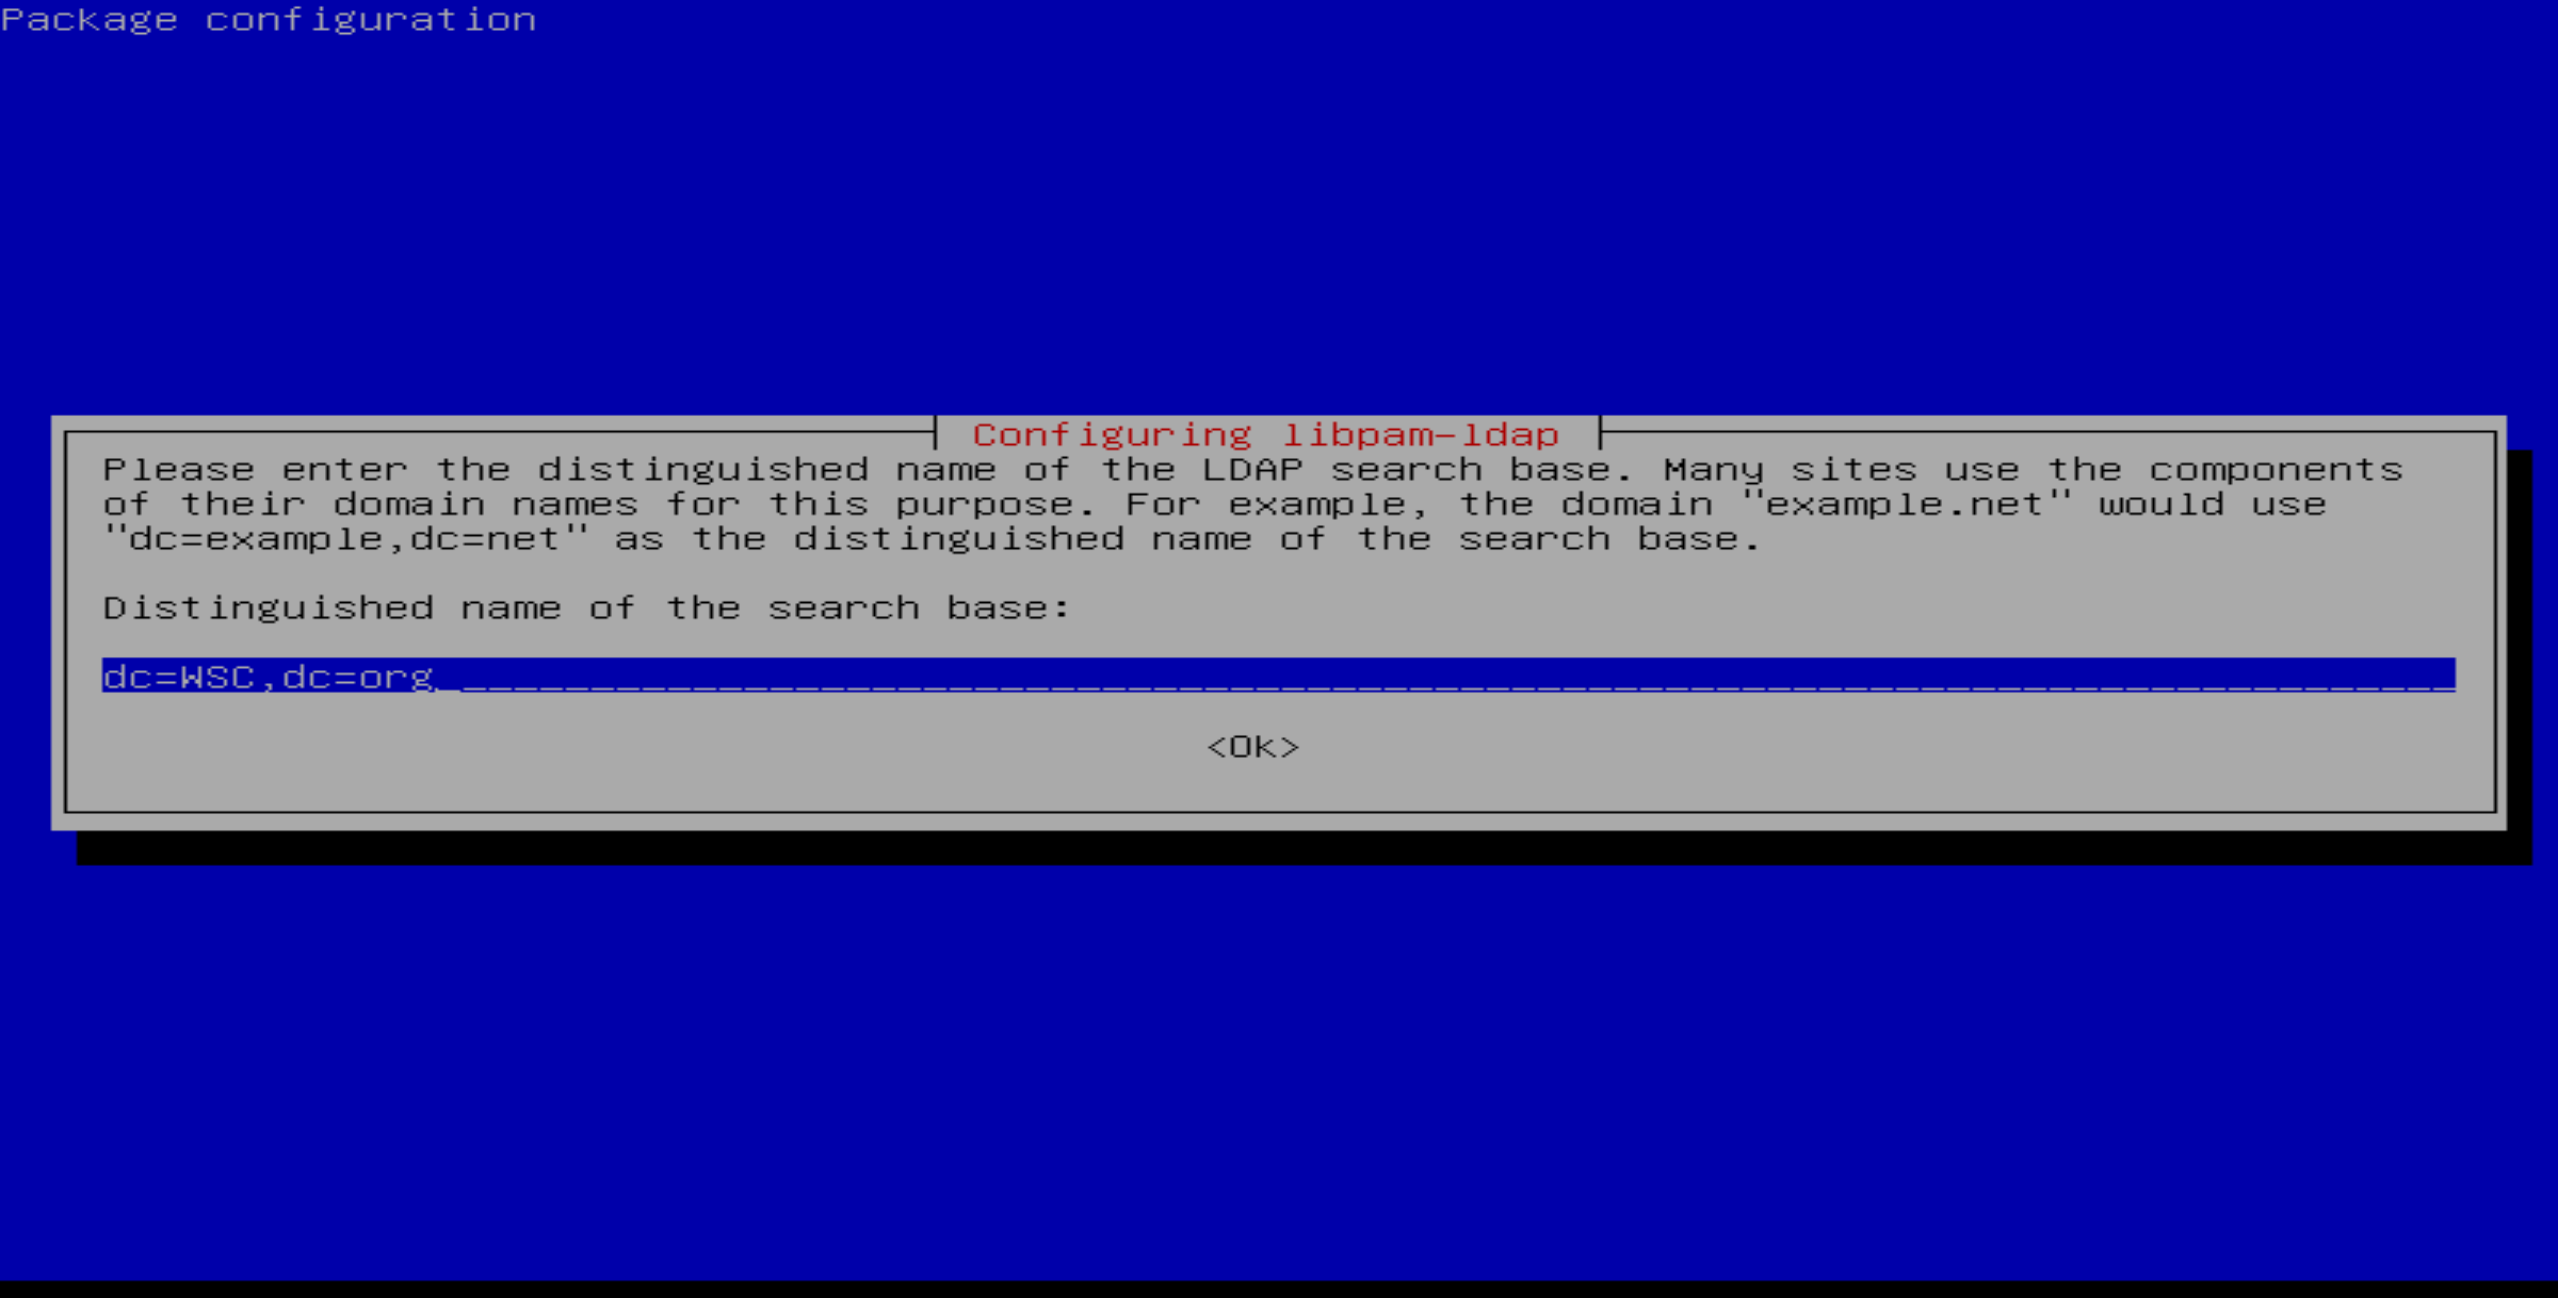 Package configuration
Configuring libpam-ldap
Please enter the distinguished name of the LDAP search base. Many sites use the components
of their domain names for this purpose. For example, the domain "example.net" would use
"dc=example,dc=net" as the distinguished name of the search base.
Distinguished name of the search base:
dc=WSC,dc=org
<Ok>